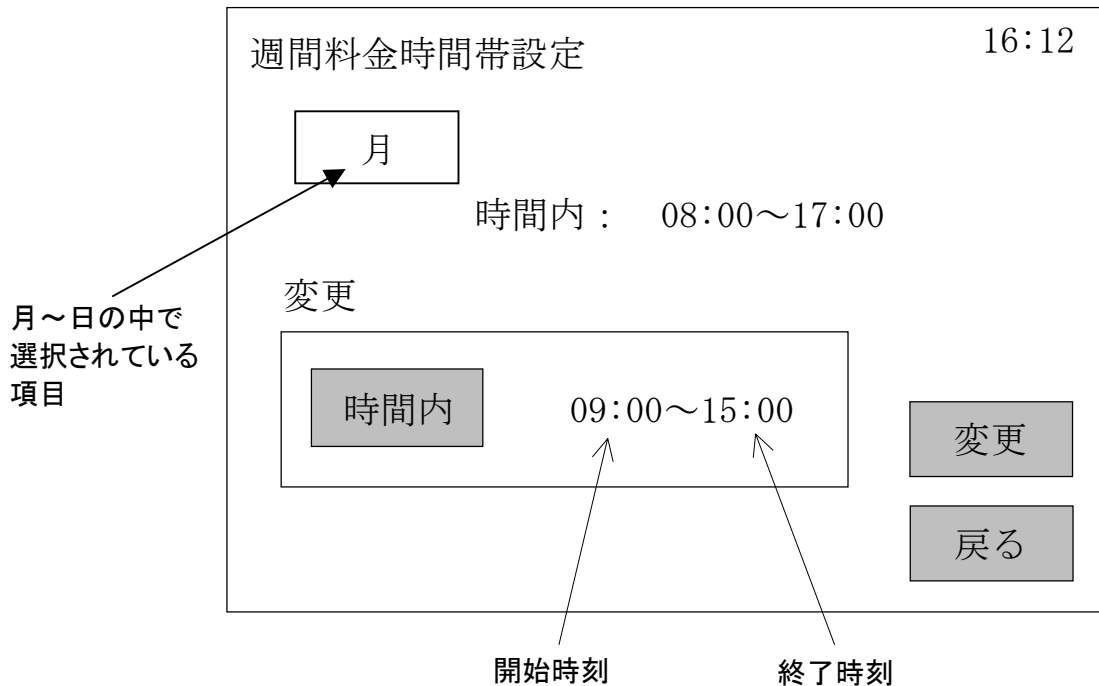 週間料金時間帯設定
16:12
月
時間内： 08:00～17:00
月～日の中で
選択されている
項目
変更
時間内
09:00～15:00
変更
戻る
開始時刻
終了時刻